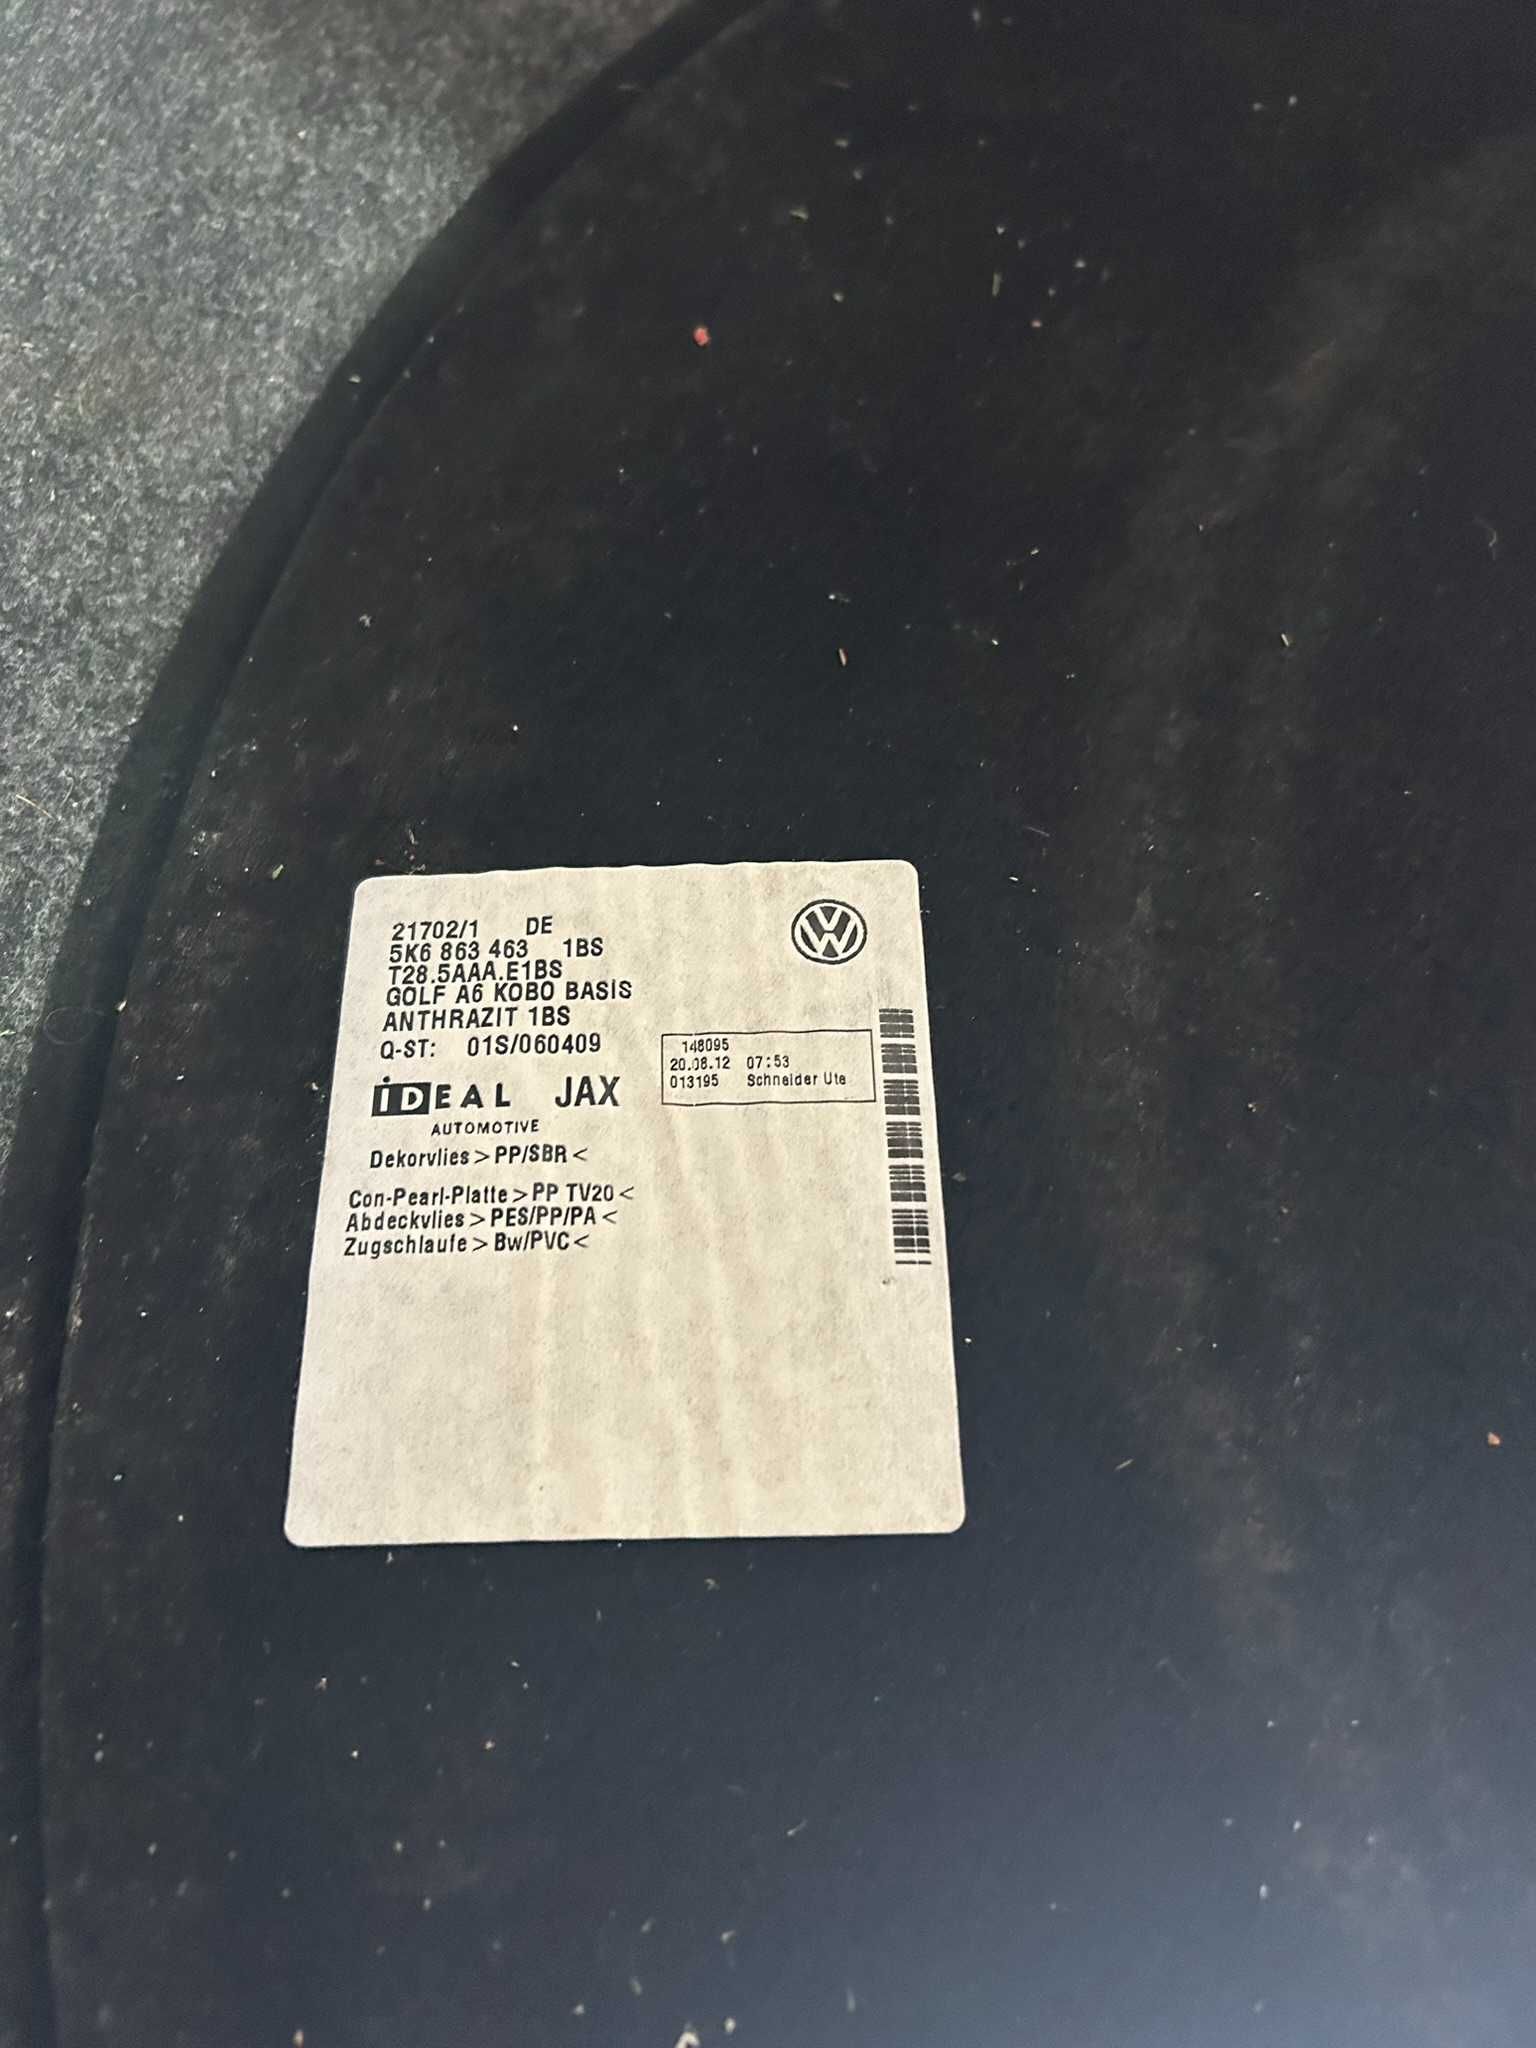 21702/1 DE
5K6 863 463 1BS
T28.5AAA.E1BS
GOLF A6 KOBO BASIS
ANTHRAZIT 1BS
Q-ST: 01S/060409
148095
20.08.12 07:53
013195 Schneider Ute
iDEAL JAX
AUTOMOTIVE
Dekorvlies >PP/SBR<
Con-Pearl-Platte >PP TV20<
Abdeckvlies >PES/PP/PA<
Zugschlaufe >Bw/PVC<
VW